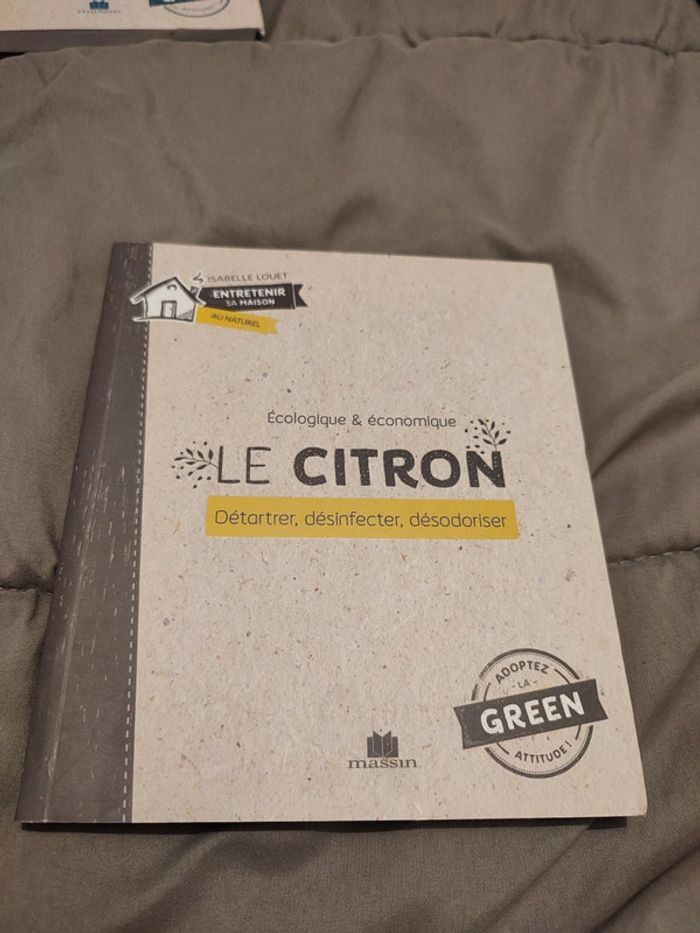 massin
ISABELLE LOUET
ENTRETENIR
SA MAISON
AU NATUREL
Écologique & économique
LE CITRON
Détartrer, désinfecter, désodoriser
ADOPTEZ
- LA -
GREEN
ATTITUDE !
massin